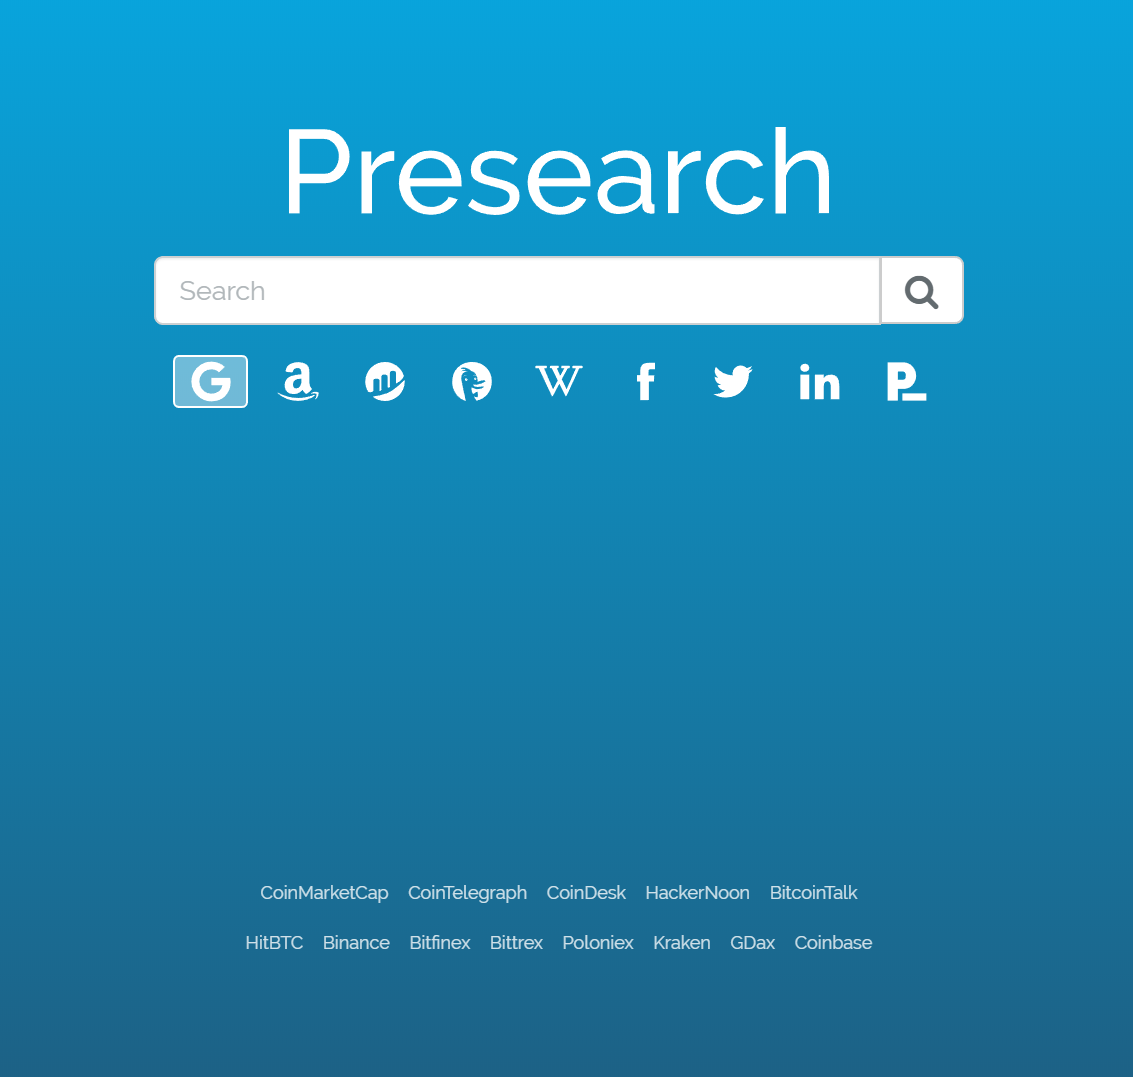 Presearch
Search
CoinMarketCap CoinTelegraph CoinDesk HackerNoon BitcoinTalk
HitBTC Binance Bitfinex Bittrex Poloniex Kraken GDax Coinbase